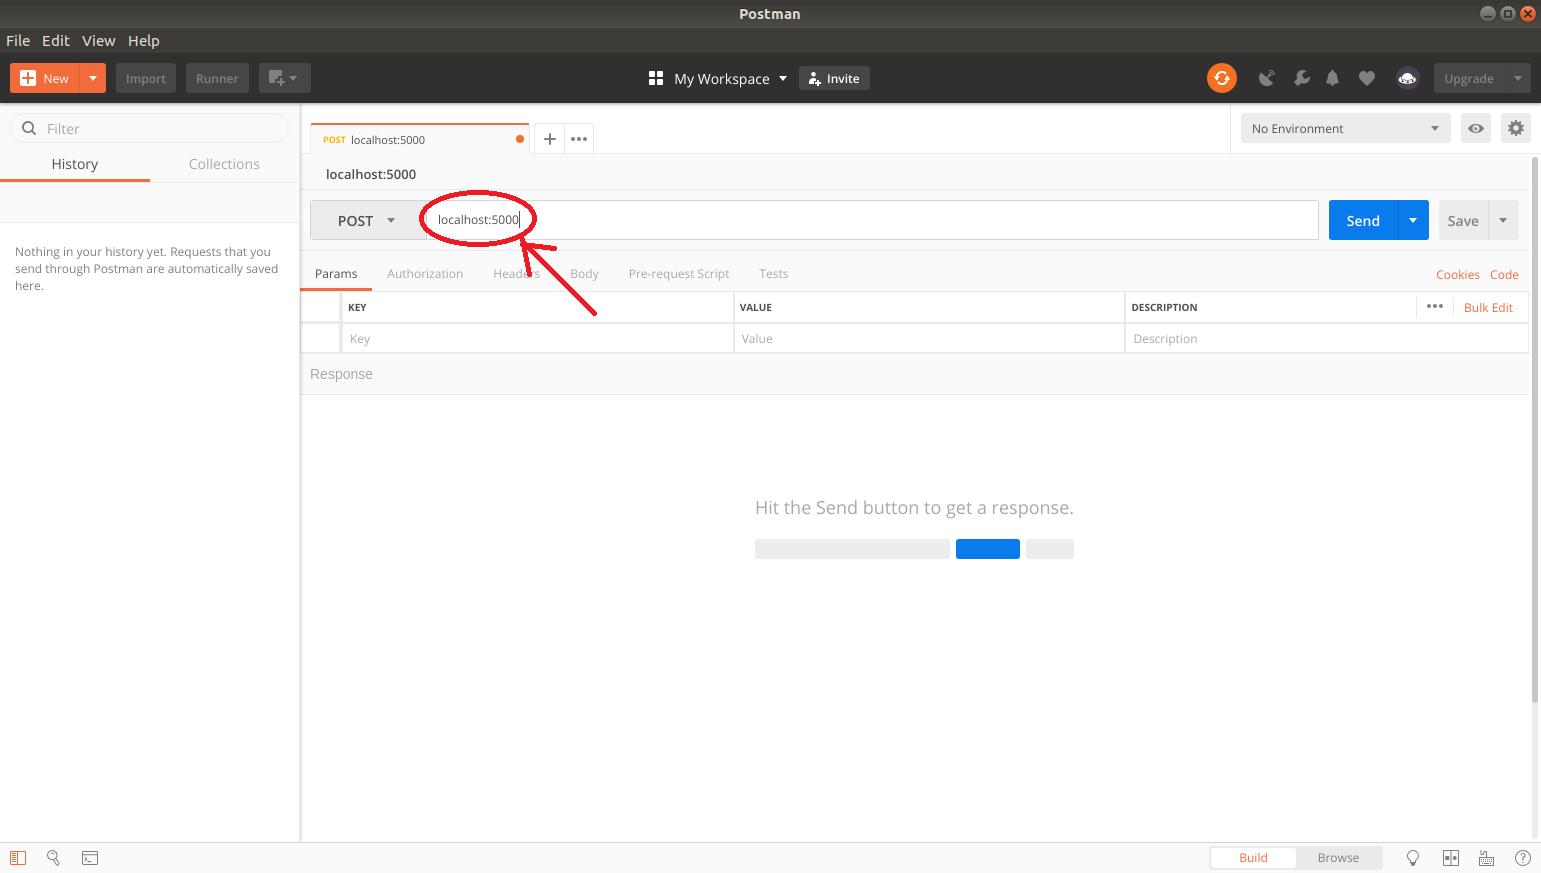 Postman
File Edit View Help
New Import Runner My Workspace Invite Upgrade
Filter
History Collections
Nothing in your history yet. Requests that you
send through Postman are automatically saved
here.
POST localhost:5000
No Environment
localhost:5000
POST localhost:5000 Send Save
Params Authorization Headers Body Pre-request Script Tests Cookies Code
KEY VALUE DESCRIPTION Bulk Edit
Key Value Description
Response
Hit the Send button to get a response.
Build Browse